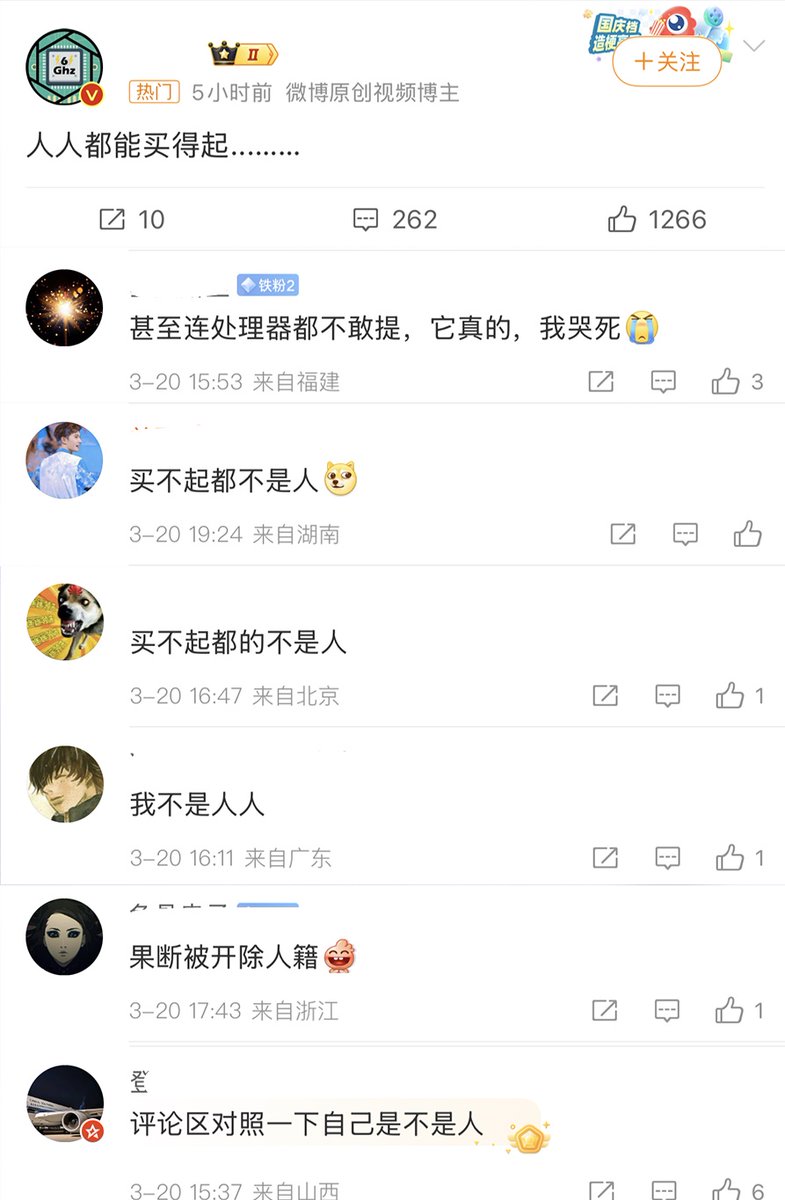 6
Ghz
II
国庆档
造梗
+关注
热门 5小时前 微博原创视频博主
人人都能买得起………
10 262 1266
铁粉2
甚至连处理器都不敢提，它真的，我哭死
3-20 15:53 来自福建 3
买不起都不是人
3-20 19:24 来自湖南
买不起都的不是人
3-20 16:47 来自北京 1
我不是人人
3-20 16:11 来自广东 1
果断被开除人籍
3-20 17:43 来自浙江 1
评论区对照一下自己是不是人
3-20 15:37 来自山西 6